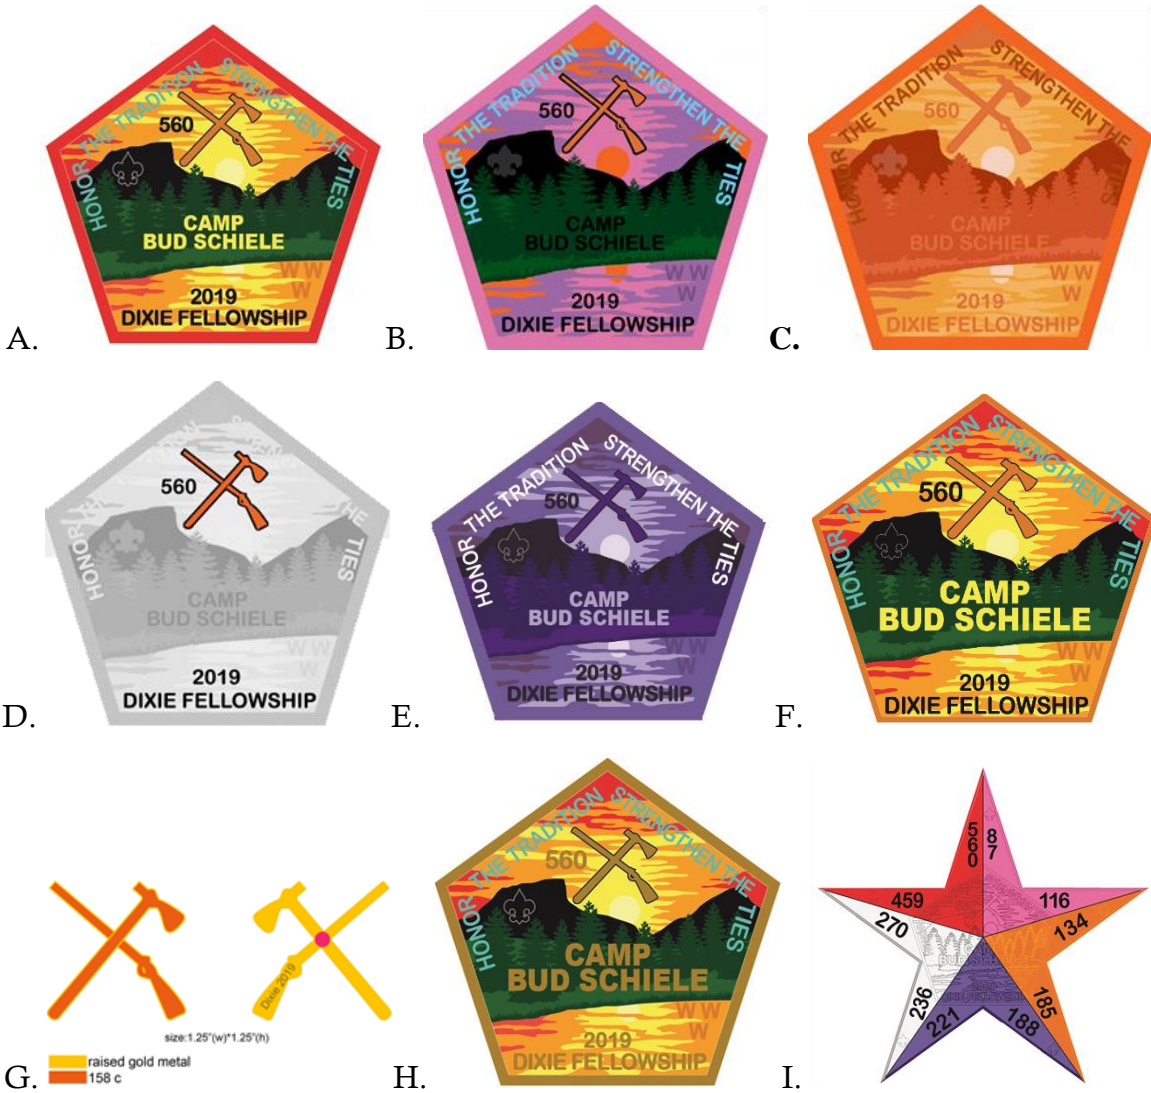 HONOR THE TRADITION STRENGTHEN THE TIES
560
CAMP
BUD SCHIELE
W W
W
2019
DIXIE FELLOWSHIP
A.
HONOR THE TRADITION STRENGTHEN THE TIES
560
CAMP
BUD SCHIELE
W W
W
2019
DIXIE FELLOWSHIP
B.
HONOR THE TRADITION STRENGTHEN THE TIES
560
CAMP
BUD SCHIELE
W W
W
2019
DIXIE FELLOWSHIP
C.
HONOR THE TIES
560
CAMP
BUD SCHIELE
W W
W
2019
DIXIE FELLOWSHIP
D.
HONOR THE TRADITION STRENGTHEN THE TIES
560
CAMP
BUD SCHIELE
W W
W
2019
DIXIE FELLOWSHIP
E.
HONOR THE TRADITION STRENGTHEN THE TIES
560
CAMP
BUD SCHIELE
W W
W
2019
DIXIE FELLOWSHIP
F.
Dixie 2019
size:1.25"(w)*1.25"(h)
raised gold metal
158 c
G.
HONOR THE TRADITION STRENGTHEN THE TIES
560
CAMP
BUD SCHIELE
W W
W
2019
DIXIE FELLOWSHIP
H.
560
87
459
116
270
134
236
185
221
188
I.